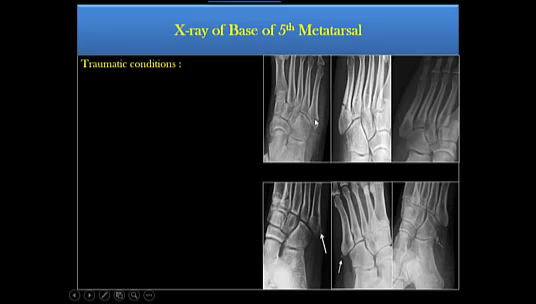 X-ray of Base of 5th Metatarsal
Traumatic conditions :